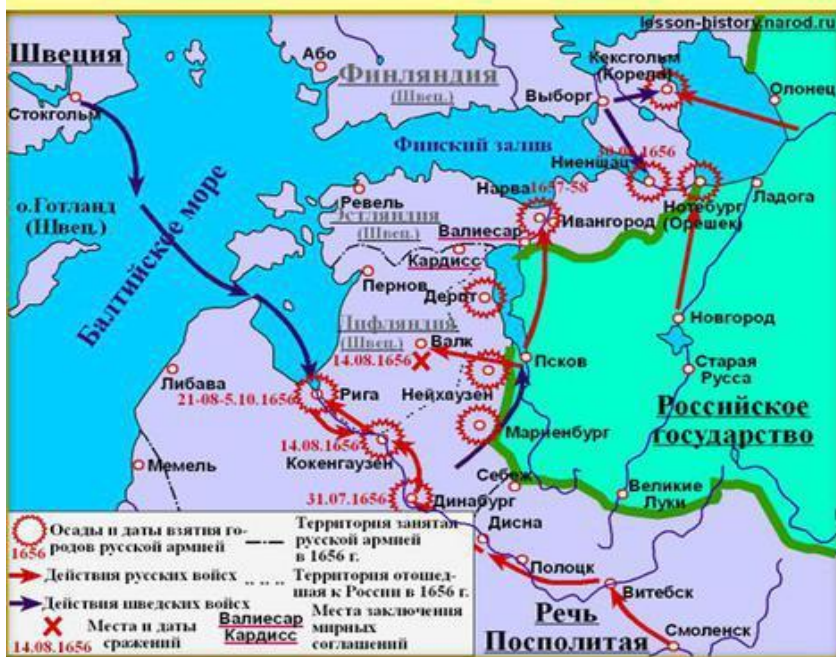 lesson-history.narod.ru
Швеция
Або
Финляндия
(Швец.)
Кексгольм
(Корела)
Олонец
Выборг
Стокгольм
Финский залив
30.0 .1656
Ниеншац
Нотебург
(Орешек)
Ладога
о.Готланд
(Швец.)
Балтийское море
Ревель
Нарва
1657-58
Ивангород
Эстляндия
(Швец.)
Валиесар
Кардисс
Пернов
Дерпт
Новгород
Лифляндия
(Швец.)
Валк
14.08.1656
Псков
Старая
Русса
Либава
Рига
21-08-5.10.1656
Нейхаузен
Российское
государство
Мариенбург
14.08.1656
Кокенгаузен
Мемель
Себеж
Великие
Луки
31.07.1656
Динабург
Дисна
Полоцк
Витебск
Речь
Посполитая
Смоленск
1656
Осады и даты взятия го-
родов русской армией
Действия русских войсх
Действия шведских войсх
14.08.1656
Места и даты
сражений
Территория занятая
русской армией
в 1656 г.
Территория отошед-
шая к России в 1656 г.
Валиесар
Кардисс
Места заключения
мирных
соглашений